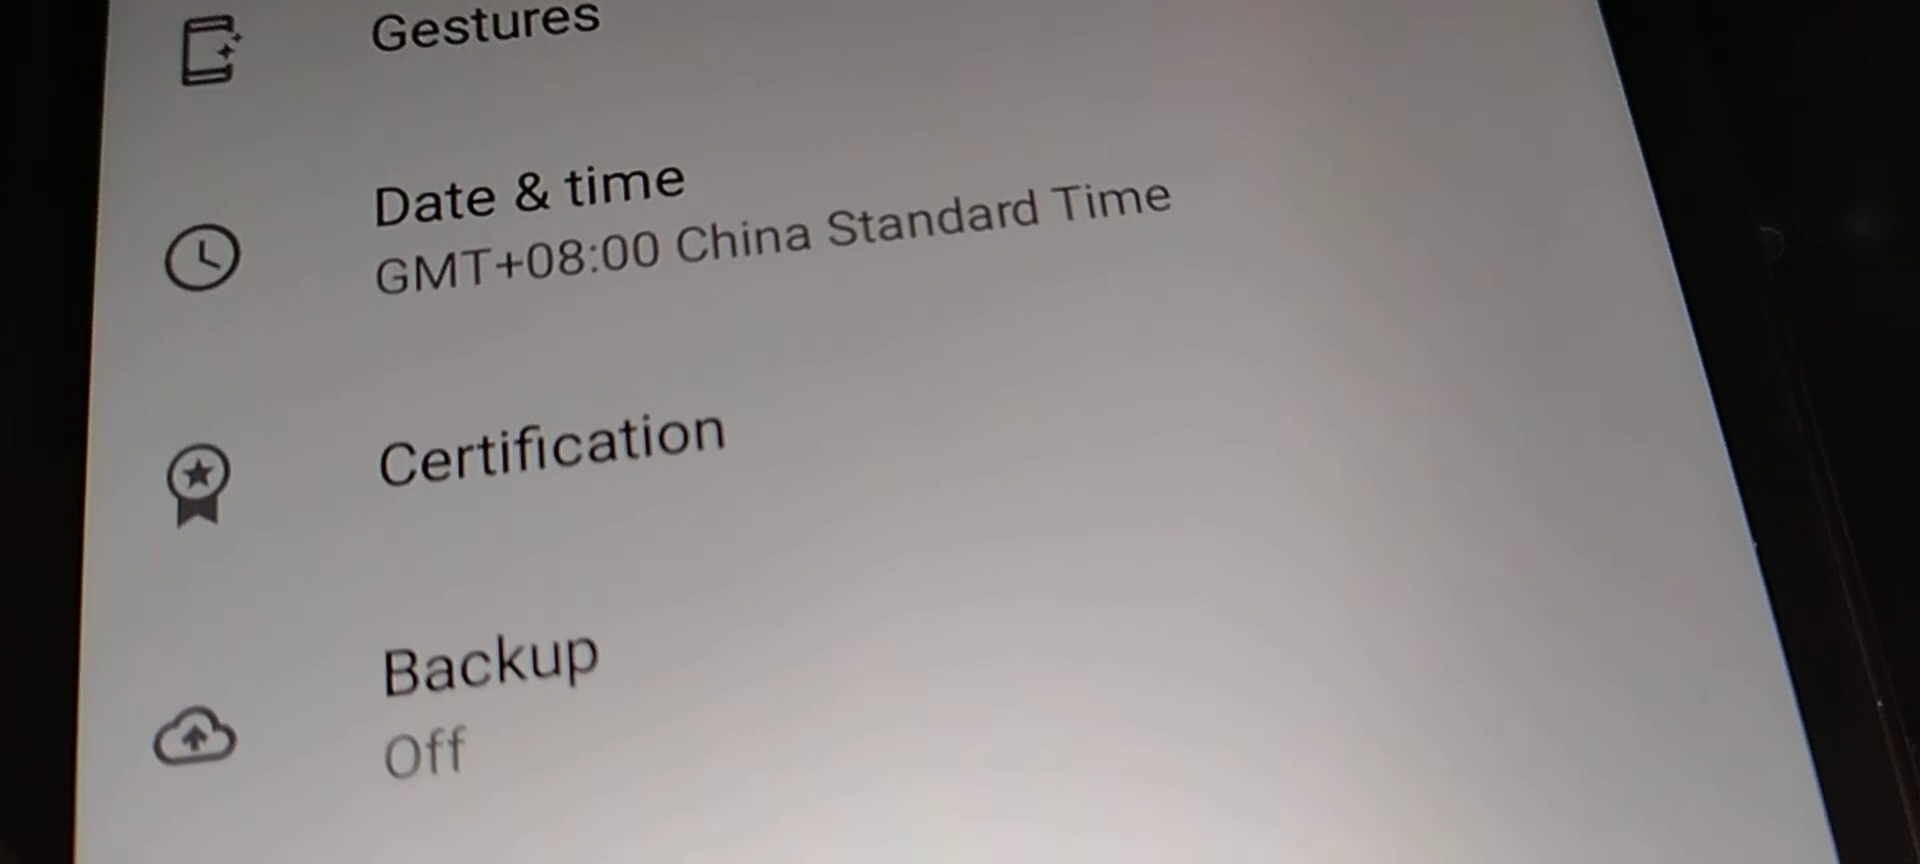 Gestures
Date & time
GMT+08:00 China Standard Time
Certification
Backup
Off